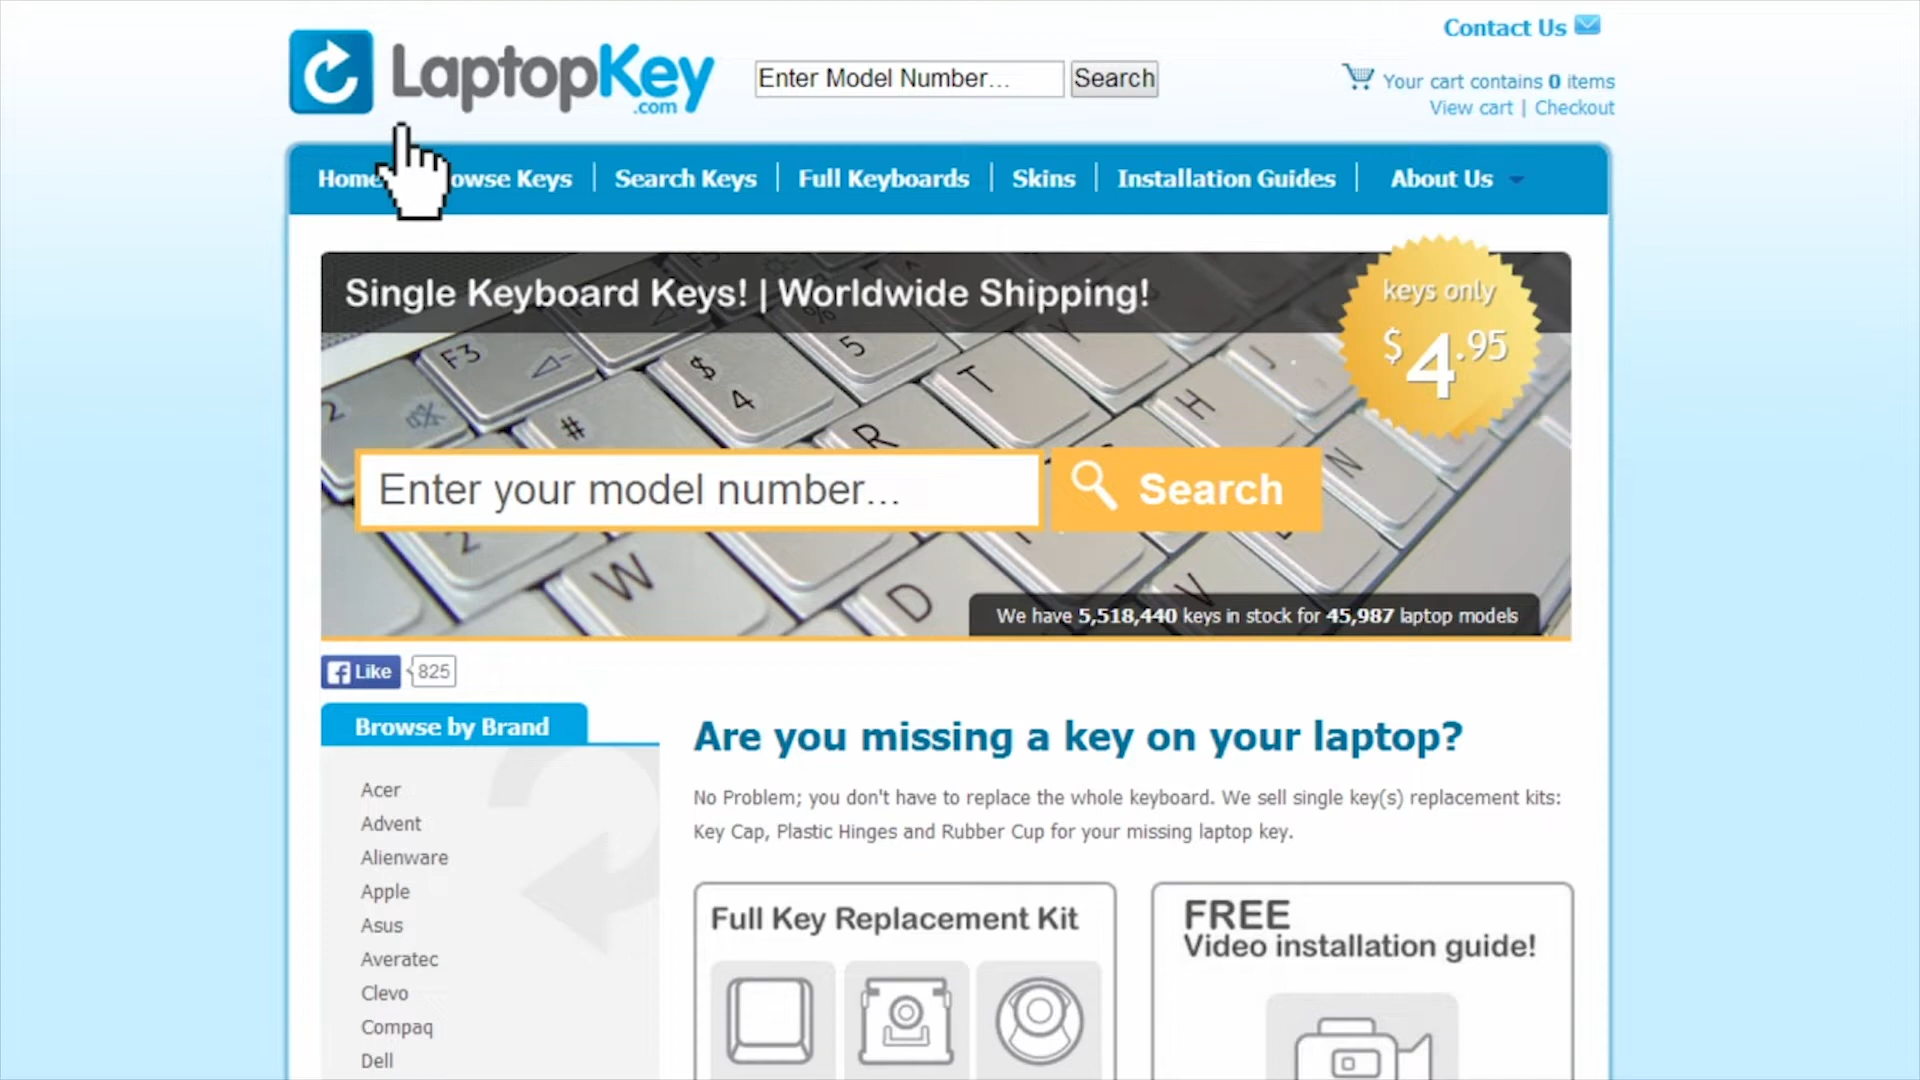 Contact Us
LaptopKey
.com
Enter Model Number...
Search
Your cart contains 0 items
View cart | Checkout
Home
owse Keys
Search Keys
Full Keyboards
Skins
Installation Guides
About Us
Single Keyboard Keys! | Worldwide Shipping!
keys only
$4.95
F3
$
4
5
%
2
#
R
T
Y
H
N
Enter your model number...
Search
W
D
V
We have 5,518,440 keys in stock for 45,987 laptop models
Like
825
Browse by Brand
Acer
Advent
Alienware
Apple
Asus
Averatec
Clevo
Compaq
Dell
Are you missing a key on your laptop?
No Problem; you don't have to replace the whole keyboard. We sell single key(s) replacement kits:
Key Cap, Plastic Hinges and Rubber Cup for your missing laptop key.
Full Key Replacement Kit
FREE
Video installation guide!